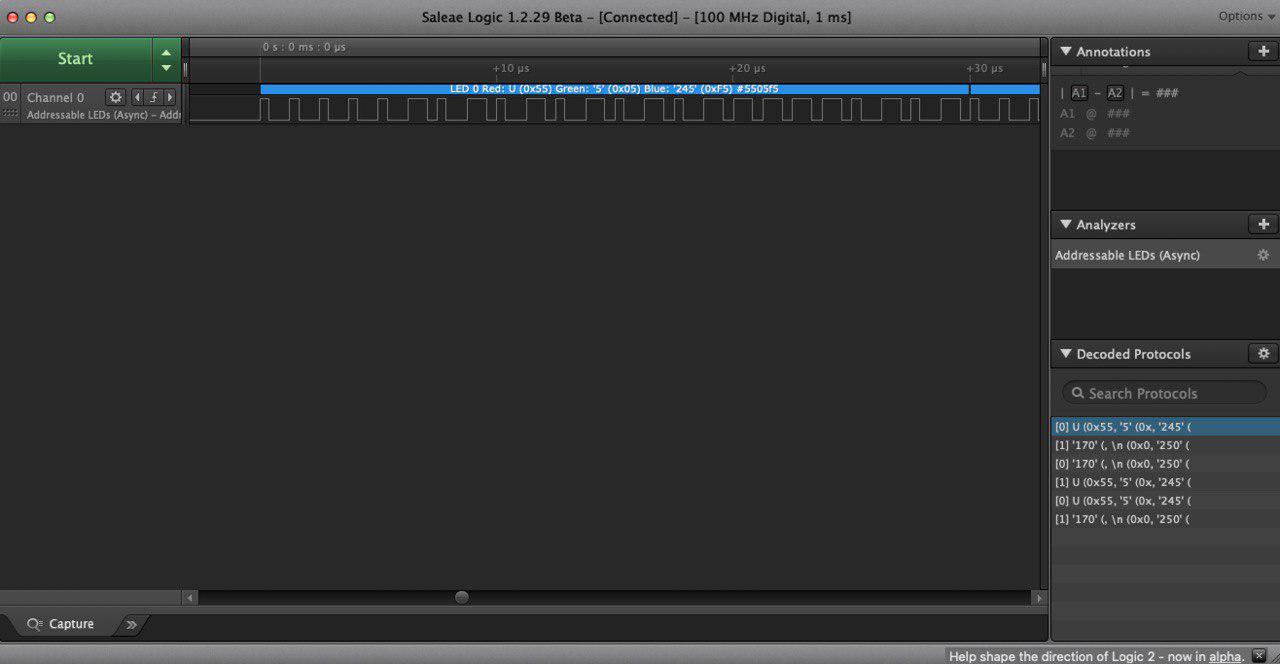 Saleae Logic 1.2.29 Beta – [Connected] – [100 MHz Digital, 1 ms]
Options
Start
0 s : 0 ms : 0 µs
+10 µs
+20 µs
+30 µs
00 Channel 0
Addressable LEDs (Async) – Addr
LED 0 Red: U (0x55) Green: '5' (0x05) Blue: '245' (0xF5) #5505f5
Annotations
| A1 – A2 | = ###
A1 @ ###
A2 @ ###
Analyzers
Addressable LEDs (Async)
Decoded Protocols
Search Protocols
[0] U (0x55, '5' (0x, '245' (
[1] '170' (, \n (0x0, '250' (
[0] '170' (, \n (0x0, '250' (
[1] U (0x55, '5' (0x, '245' (
[0] U (0x55, '5' (0x, '245' (
[1] '170' (, \n (0x0, '250' (
Capture
Help shape the direction of Logic 2 – now in alpha.